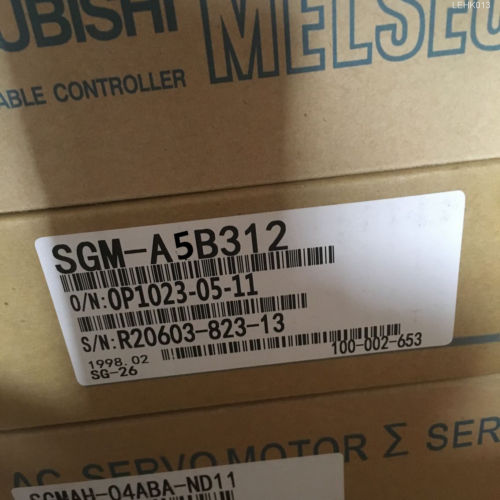 LEHK013
UBISHI MELSEC
ABLE CONTROLLER
SGM-A5B312
O/N:OP1023-05-11
S/N:R20603-823-13
1998.02
SG-26
100-002-653
AC SERVO MOTOR Σ SER
SGMAH-04ABA-ND11